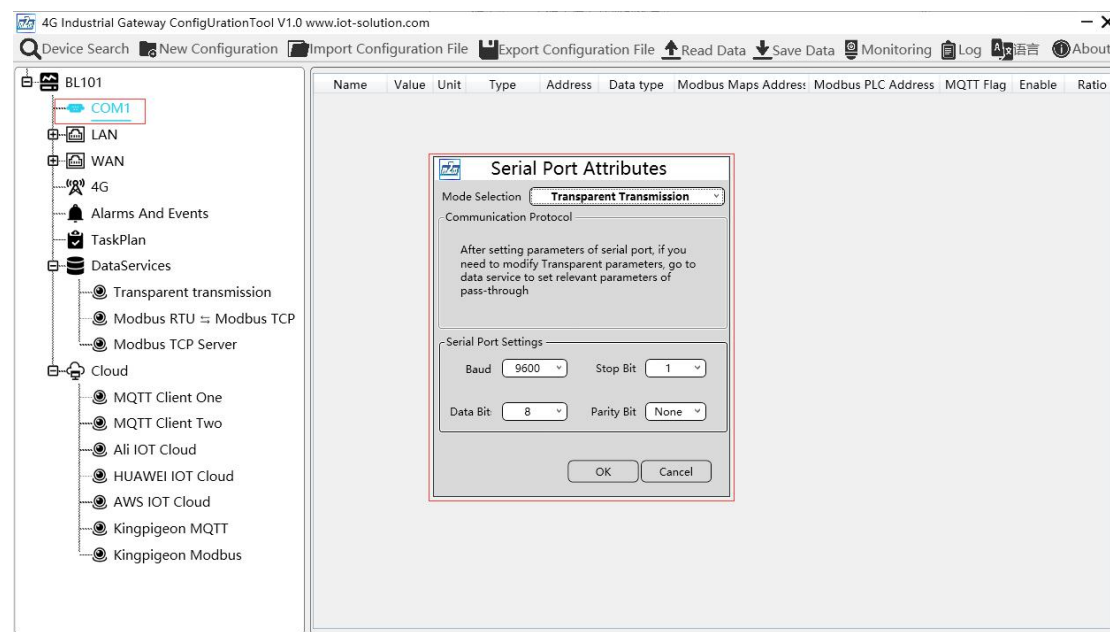 4G Industrial Gateway ConfigUrationTool V1.0 www.iot-solution.com
Device Search New Configuration Import Configuration File Export Configuration File Read Data Save Data Monitoring Log 语言 About
BL101
COM1
LAN
WAN
4G
Alarms And Events
TaskPlan
DataServices
Transparent transmission
Modbus RTU ⇆ Modbus TCP
Modbus TCP Server
Cloud
MQTT Client One
MQTT Client Two
Ali IOT Cloud
HUAWEI IOT Cloud
AWS IOT Cloud
Kingpigeon MQTT
Kingpigeon Modbus
Name Value Unit Type Address Data type Modbus Maps Address Modbus PLC Address MQTT Flag Enable Ratio
Serial Port Attributes
Mode Selection Transparent Transmission
Communication Protocol
After setting parameters of serial port, if you
need to modify Transparent parameters, go to
data service to set relevant parameters of
pass-through
Serial Port Settings
Baud 9600 Stop Bit 1
Data Bit 8 Parity Bit None
OK Cancel